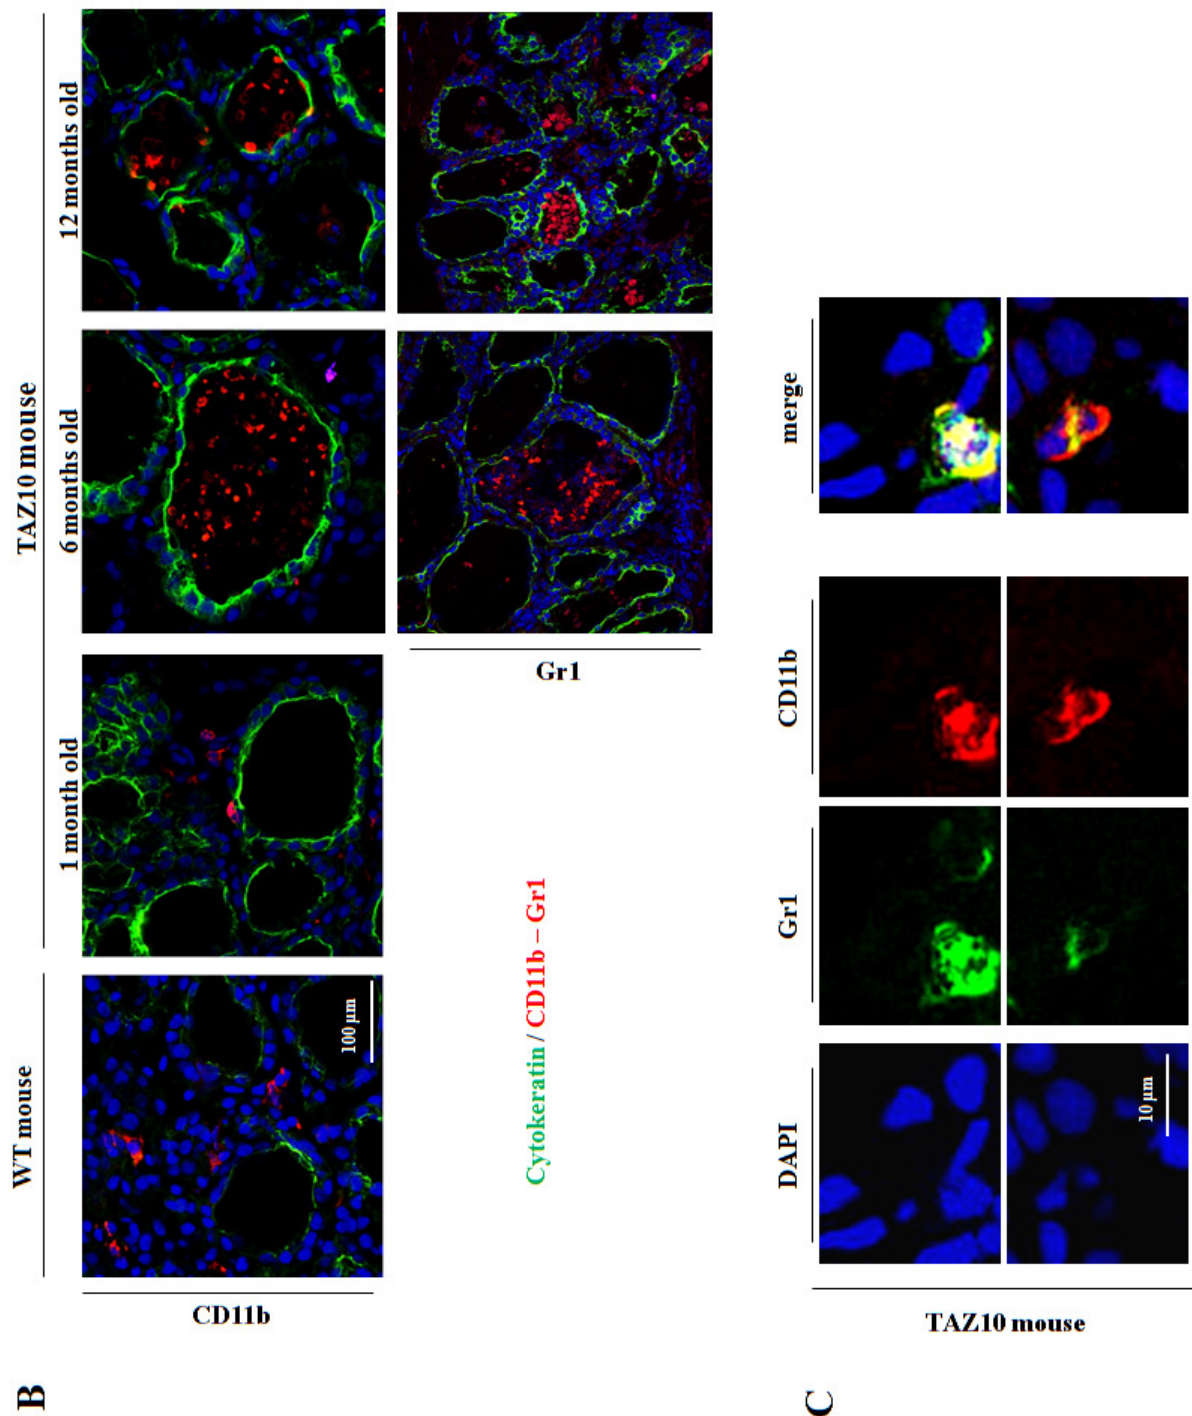 B
WT mouse
TAZ10 mouse
1 month old
6 months old
12 months old
CD11b
100 µm
Gr1
Cytokeratin / CD11b – Gr1
C
DAPI
Gr1
CD11b
merge
TAZ10 mouse
10 µm